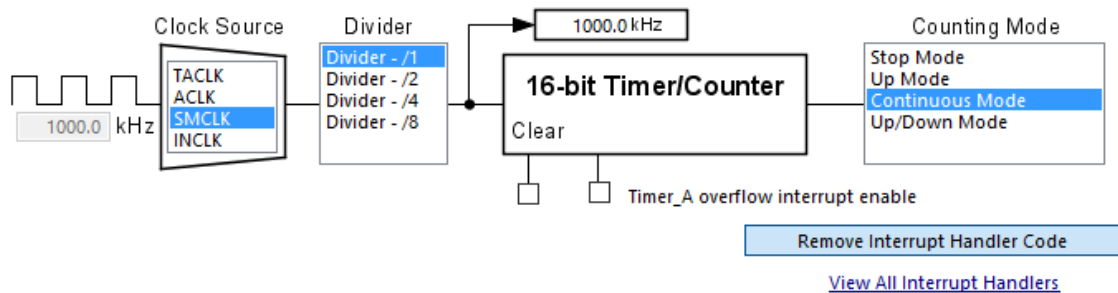 Clock Source
TACLK
ACLK
SMCLK
INCLK
1000.0 kHz
Divider
Divider - /1
Divider - /2
Divider - /4
Divider - /8
1000.0 kHz
16-bit Timer/Counter
Clear
Timer_A overflow interrupt enable
Counting Mode
Stop Mode
Up Mode
Continuous Mode
Up/Down Mode
Remove Interrupt Handler Code
View All Interrupt Handlers